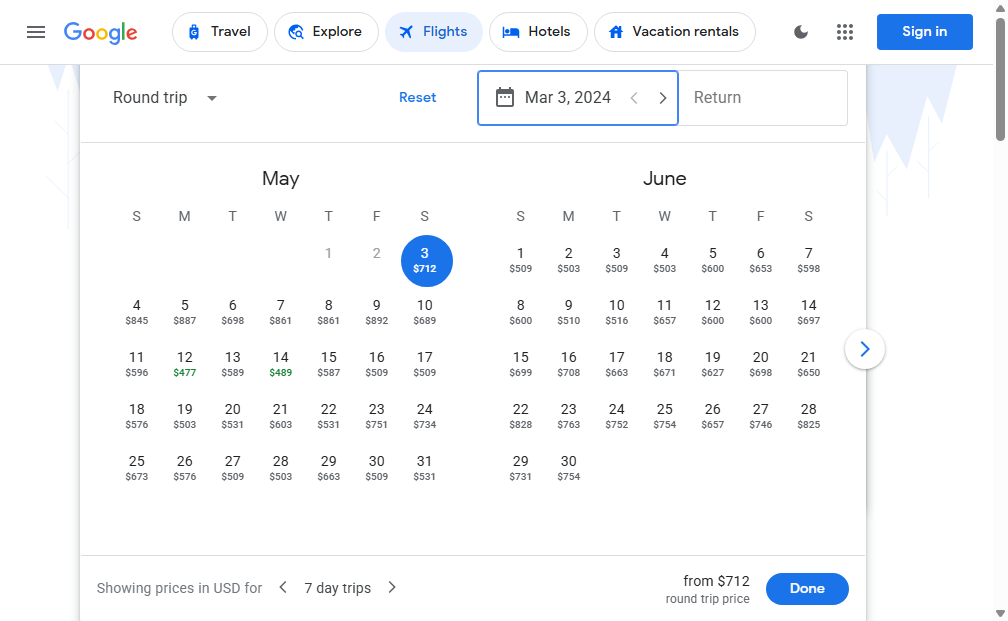 Google Travel Explore Flights Hotels Vacation rentals Sign in
Round trip Reset Mar 3, 2024 Return
May June
S M T W T F S S M T W T F S
1 2 3 1 2 3 4 5 6 7
$712 $509 $503 $509 $503 $600 $653 $598
4 5 6 7 8 9 10 8 9 10 11 12 13 14
$845 $887 $698 $861 $861 $892 $689 $600 $510 $516 $657 $600 $600 $697
11 12 13 14 15 16 17 15 16 17 18 19 20 21
$596 $477 $589 $489 $587 $509 $509 $699 $708 $663 $671 $627 $698 $650
18 19 20 21 22 23 24 22 23 24 25 26 27 28
$576 $503 $531 $603 $531 $751 $734 $828 $763 $752 $754 $657 $746 $825
25 26 27 28 29 30 31 29 30
$673 $576 $509 $503 $663 $509 $531 $731 $754
Showing prices in USD for 7 day trips from $712 Done
round trip price